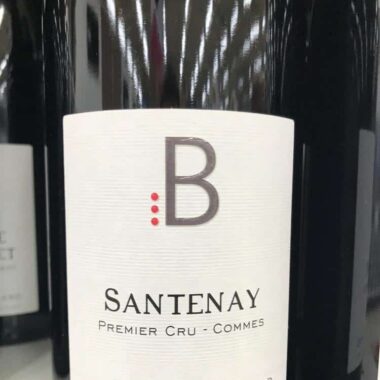 B
SANTENAY
PREMIER CRU - COMMES